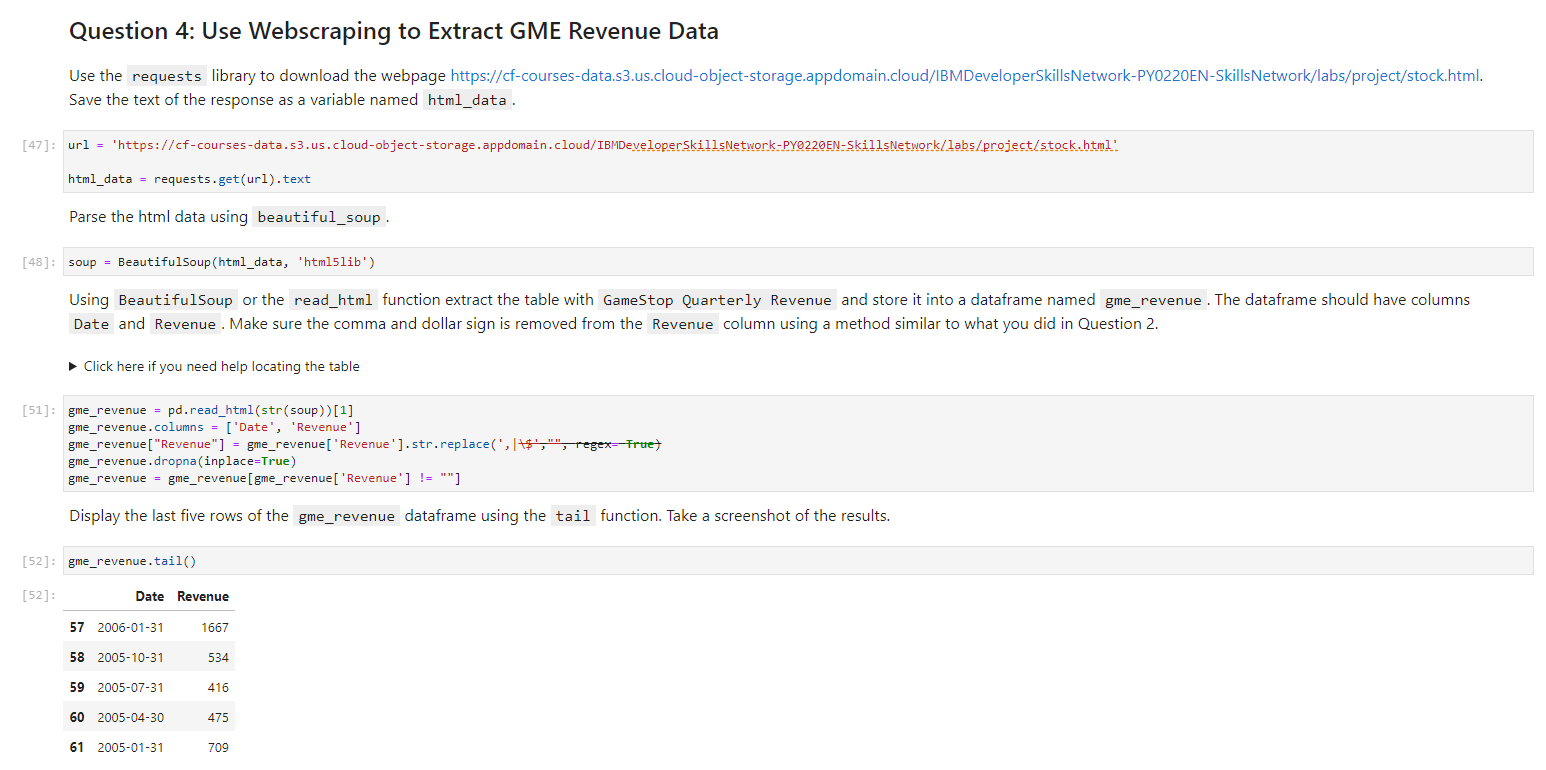 Question 4: Use Webscraping to Extract GME Revenue Data
Use the requests library to download the webpage https://cf-courses-data.s3.us.cloud-object-storage.appdomain.cloud/IBMDeveloperSkillsNetwork-PY0220EN-SkillsNetwork/labs/project/stock.html.
Save the text of the response as a variable named html_data.
[47]: url = 'https://cf-courses-data.s3.us.cloud-object-storage.appdomain.cloud/IBMDeveloperSkillsNetwork-PY0220EN-SkillsNetwork/labs/project/stock.html'
html_data = requests.get(url).text
Parse the html data using beautiful_soup.
[48]: soup = BeautifulSoup(html_data, 'html5lib')
Using BeautifulSoup or the read_html function extract the table with GameStop Quarterly Revenue and store it into a dataframe named gme_revenue. The dataframe should have columns
Date and Revenue. Make sure the comma and dollar sign is removed from the Revenue column using a method similar to what you did in Question 2.
▶ Click here if you need help locating the table
[51]: gme_revenue = pd.read_html(str(soup))[1]
gme_revenue.columns = ['Date', 'Revenue']
gme_revenue["Revenue"] = gme_revenue['Revenue'].str.replace(',|\$',"", regex= True)
gme_revenue.dropna(inplace=True)
gme_revenue = gme_revenue[gme_revenue['Revenue'] != ""]
Display the last five rows of the gme_revenue dataframe using the tail function. Take a screenshot of the results.
[52]: gme_revenue.tail()
[52]: Date Revenue
57 2006-01-31 1667
58 2005-10-31 534
59 2005-07-31 416
60 2005-04-30 475
61 2005-01-31 709